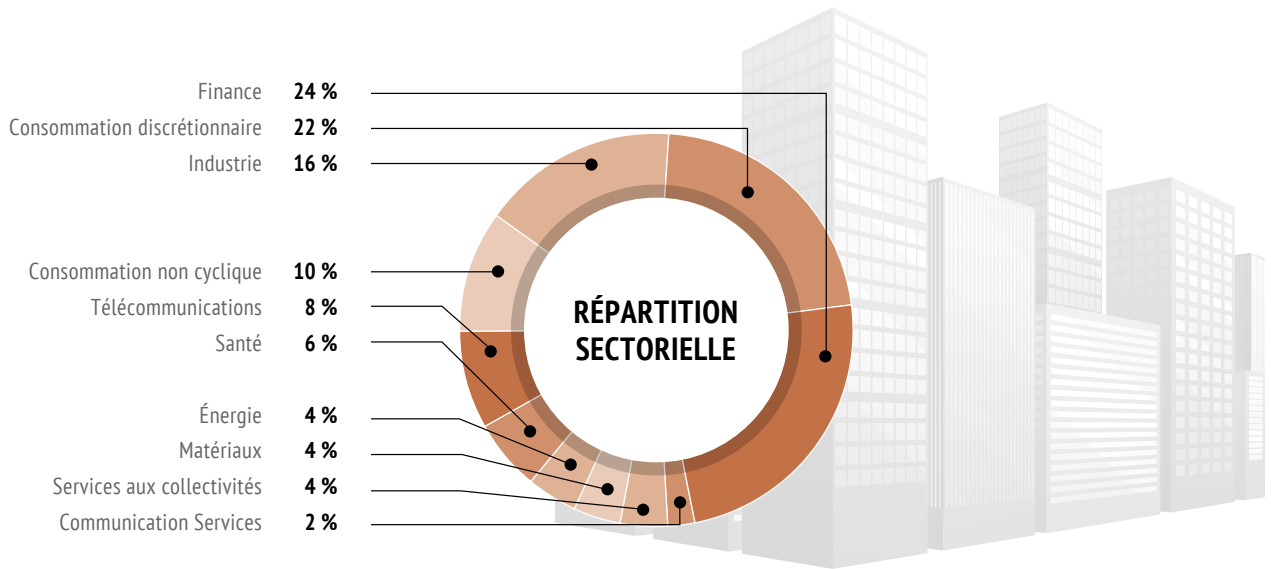 Finance 24 %
Consommation discrétionnaire 22 %
Industrie 16 %
Consommation non cyclique 10 %
Télécommunications 8 %
Santé 6 %
Énergie 4 %
Matériaux 4 %
Services aux collectivités 4 %
Communication Services 2 %
RÉPARTITION
SECTORIELLE